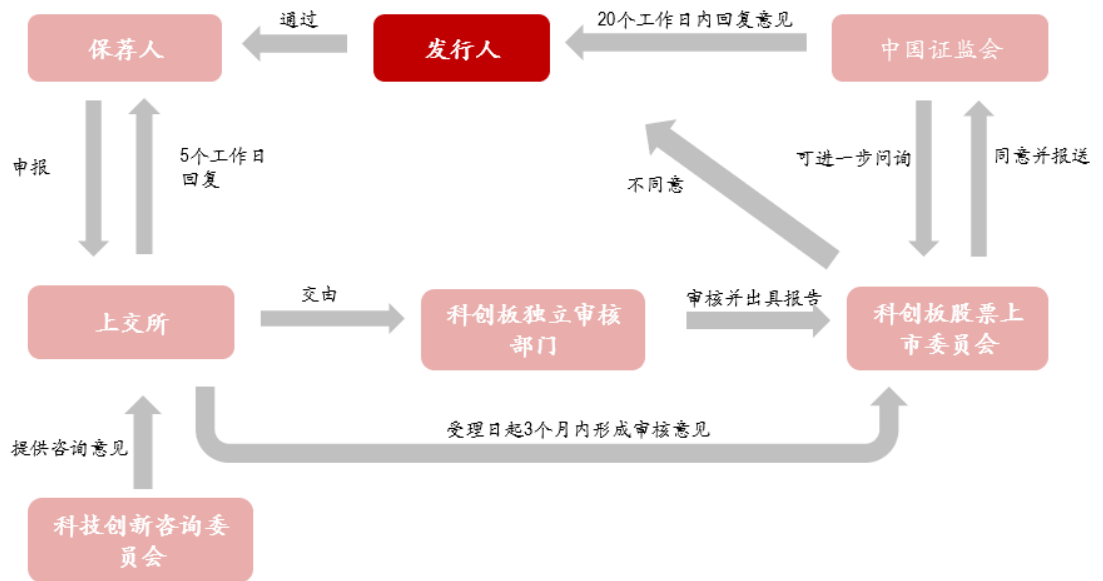 通过
20个工作日内回复意见
保荐人
发行人
中国证监会
申报
5个工作日
回复
可进一步问询
同意并报送
不同意
上交所
交由
科创板独立审核
部门
审核并出具报告
科创板股票上
市委员会
提供咨询意见
受理日起3个月内形成审核意见
科技创新咨询委
员会